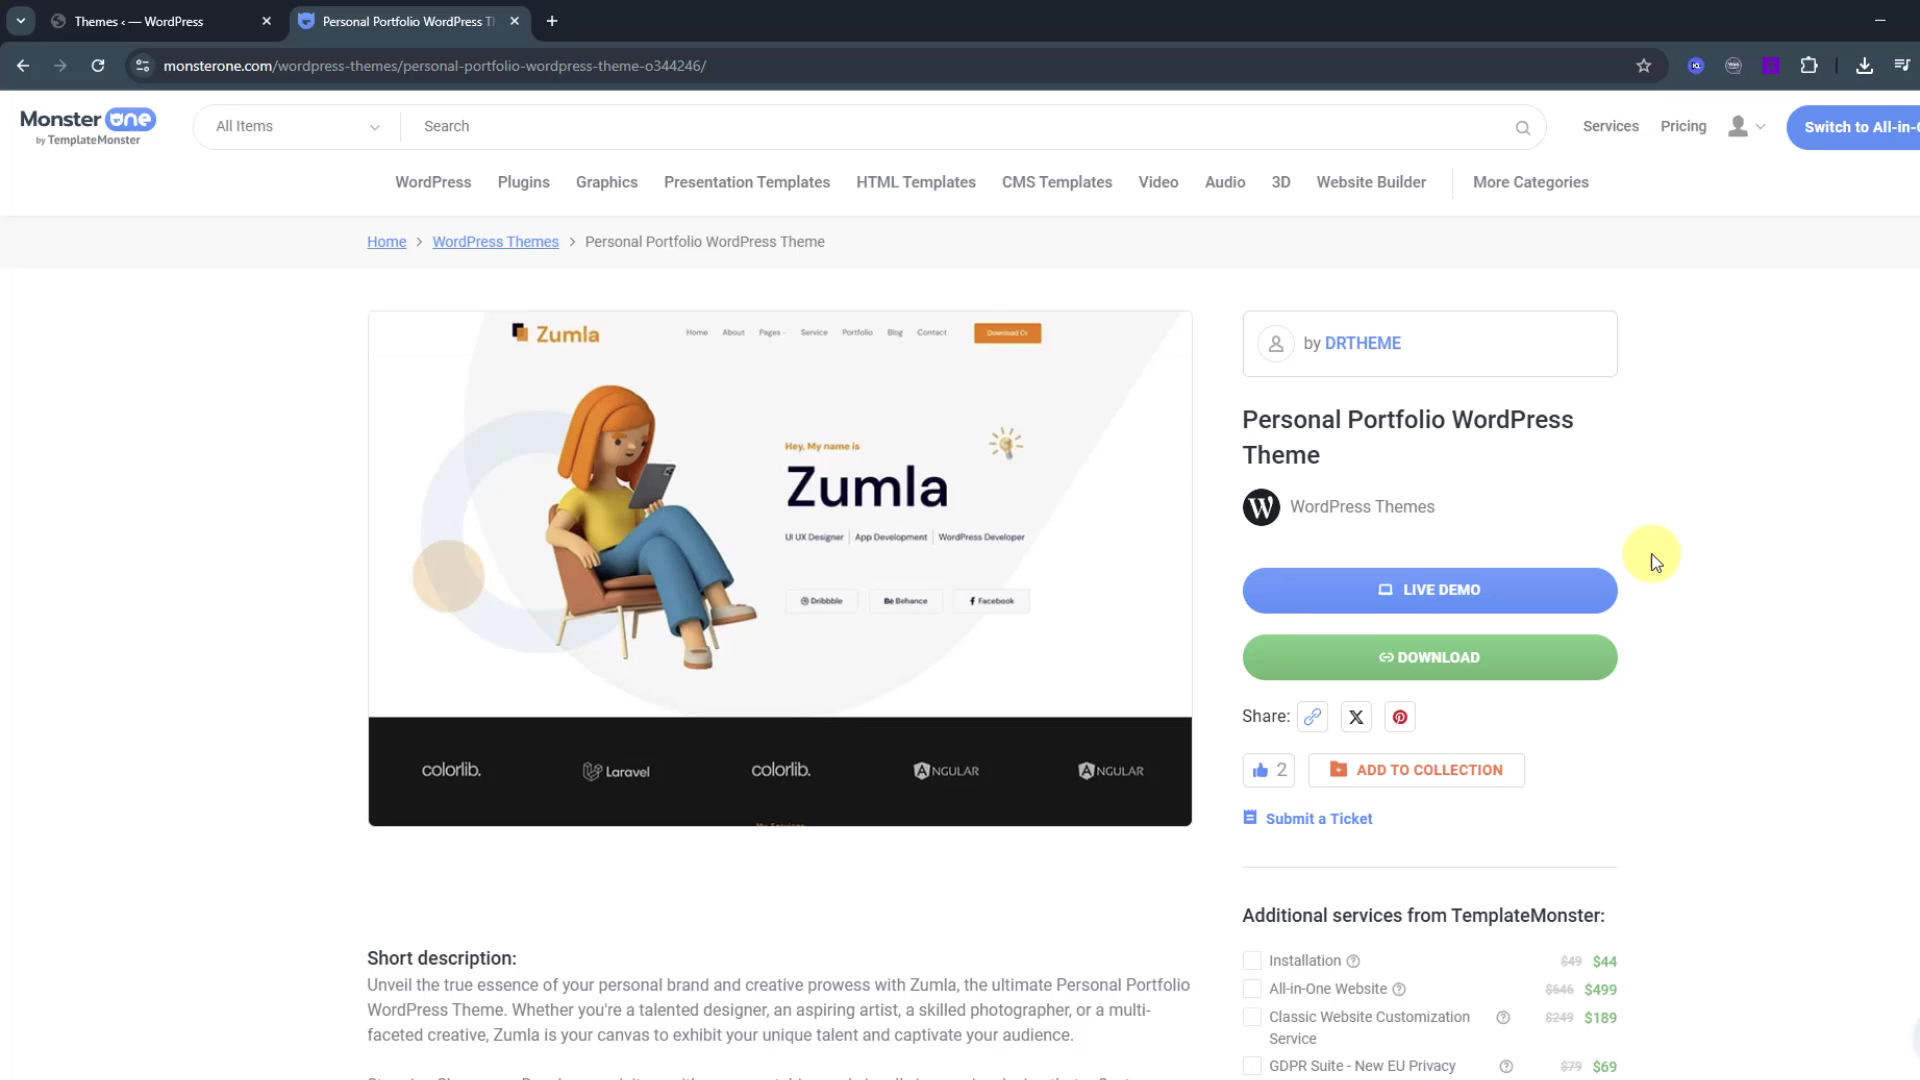 Themes ‹ — WordPress
Personal Portfolio WordPress Th
monsterone.com/wordpress-themes/personal-portfolio-wordpress-theme-o344246/
Monster One
by TemplateMonster
All Items
Search
Services
Pricing
Switch to All-in-O
WordPress
Plugins
Graphics
Presentation Templates
HTML Templates
CMS Templates
Video
Audio
3D
Website Builder
More Categories
Home > WordPress Themes > Personal Portfolio WordPress Theme
Zumla
Home
About
Pages
Service
Portfolio
Blog
Contact
Download Cv
Hey, My name is
Zumla
UI UX Designer
App Development
WordPress Developer
Dribbble
Behance
Facebook
colorlib.
Laravel
colorlib.
ANGULAR
ANGULAR
My Services
by DRTHEME
Personal Portfolio WordPress
Theme
WordPress Themes
LIVE DEMO
DOWNLOAD
Share:
2
ADD TO COLLECTION
Submit a Ticket
Additional services from TemplateMonster:
Installation $49 $44
All-in-One Website $646 $499
Classic Website Customization $249 $189
Service
GDPR Suite - New EU Privacy $79 $69
Short description:
Unveil the true essence of your personal brand and creative prowess with Zumla, the ultimate Personal Portfolio
WordPress Theme. Whether you're a talented designer, an aspiring artist, a skilled photographer, or a multi-
faceted creative, Zumla is your canvas to exhibit your unique talent and captivate your audience.